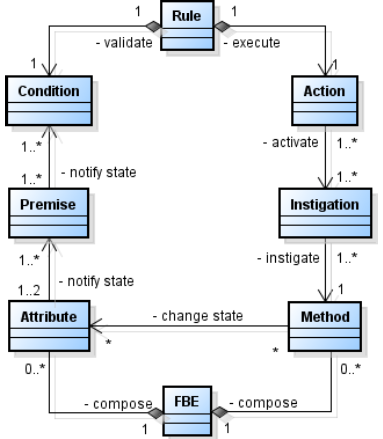 1 Rule 1
- validate - execute
1 1
Condition Action
1..* - activate 1..*
1..* - notify state 1..*
Premise Instigation
1..* - instigate 1..*
- notify state
1..2 1
Attribute - change state Method
* *
0..* 0..*
- compose FBE - compose
1 1